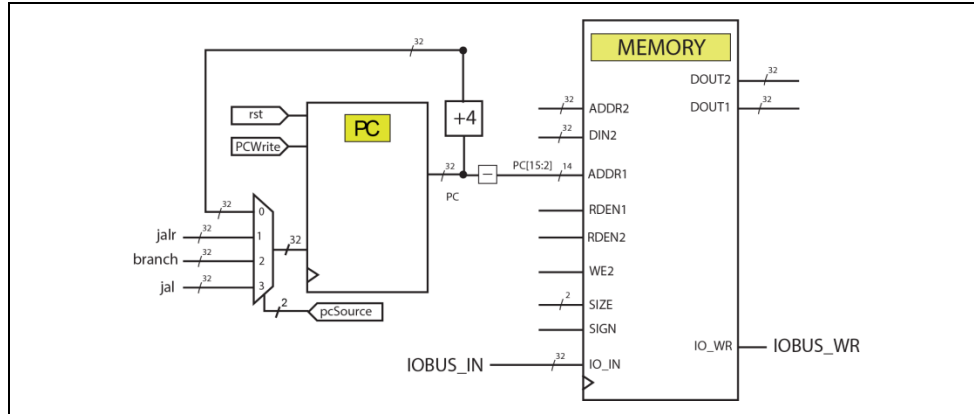 32
MEMORY
DOUT2
32
DOUT1
32
rst
PC
+4
32
ADDR2
32
DIN2
PCWrite
32
PC
PC[15:2]
14
ADDR1
32
0
RDEN1
jalr
32
1
32
RDEN2
branch
32
2
WE2
jal
32
3
2
pcSource
2
SIZE
SIGN
IO_WR
IOBUS_WR
IOBUS_IN
32
IO_IN